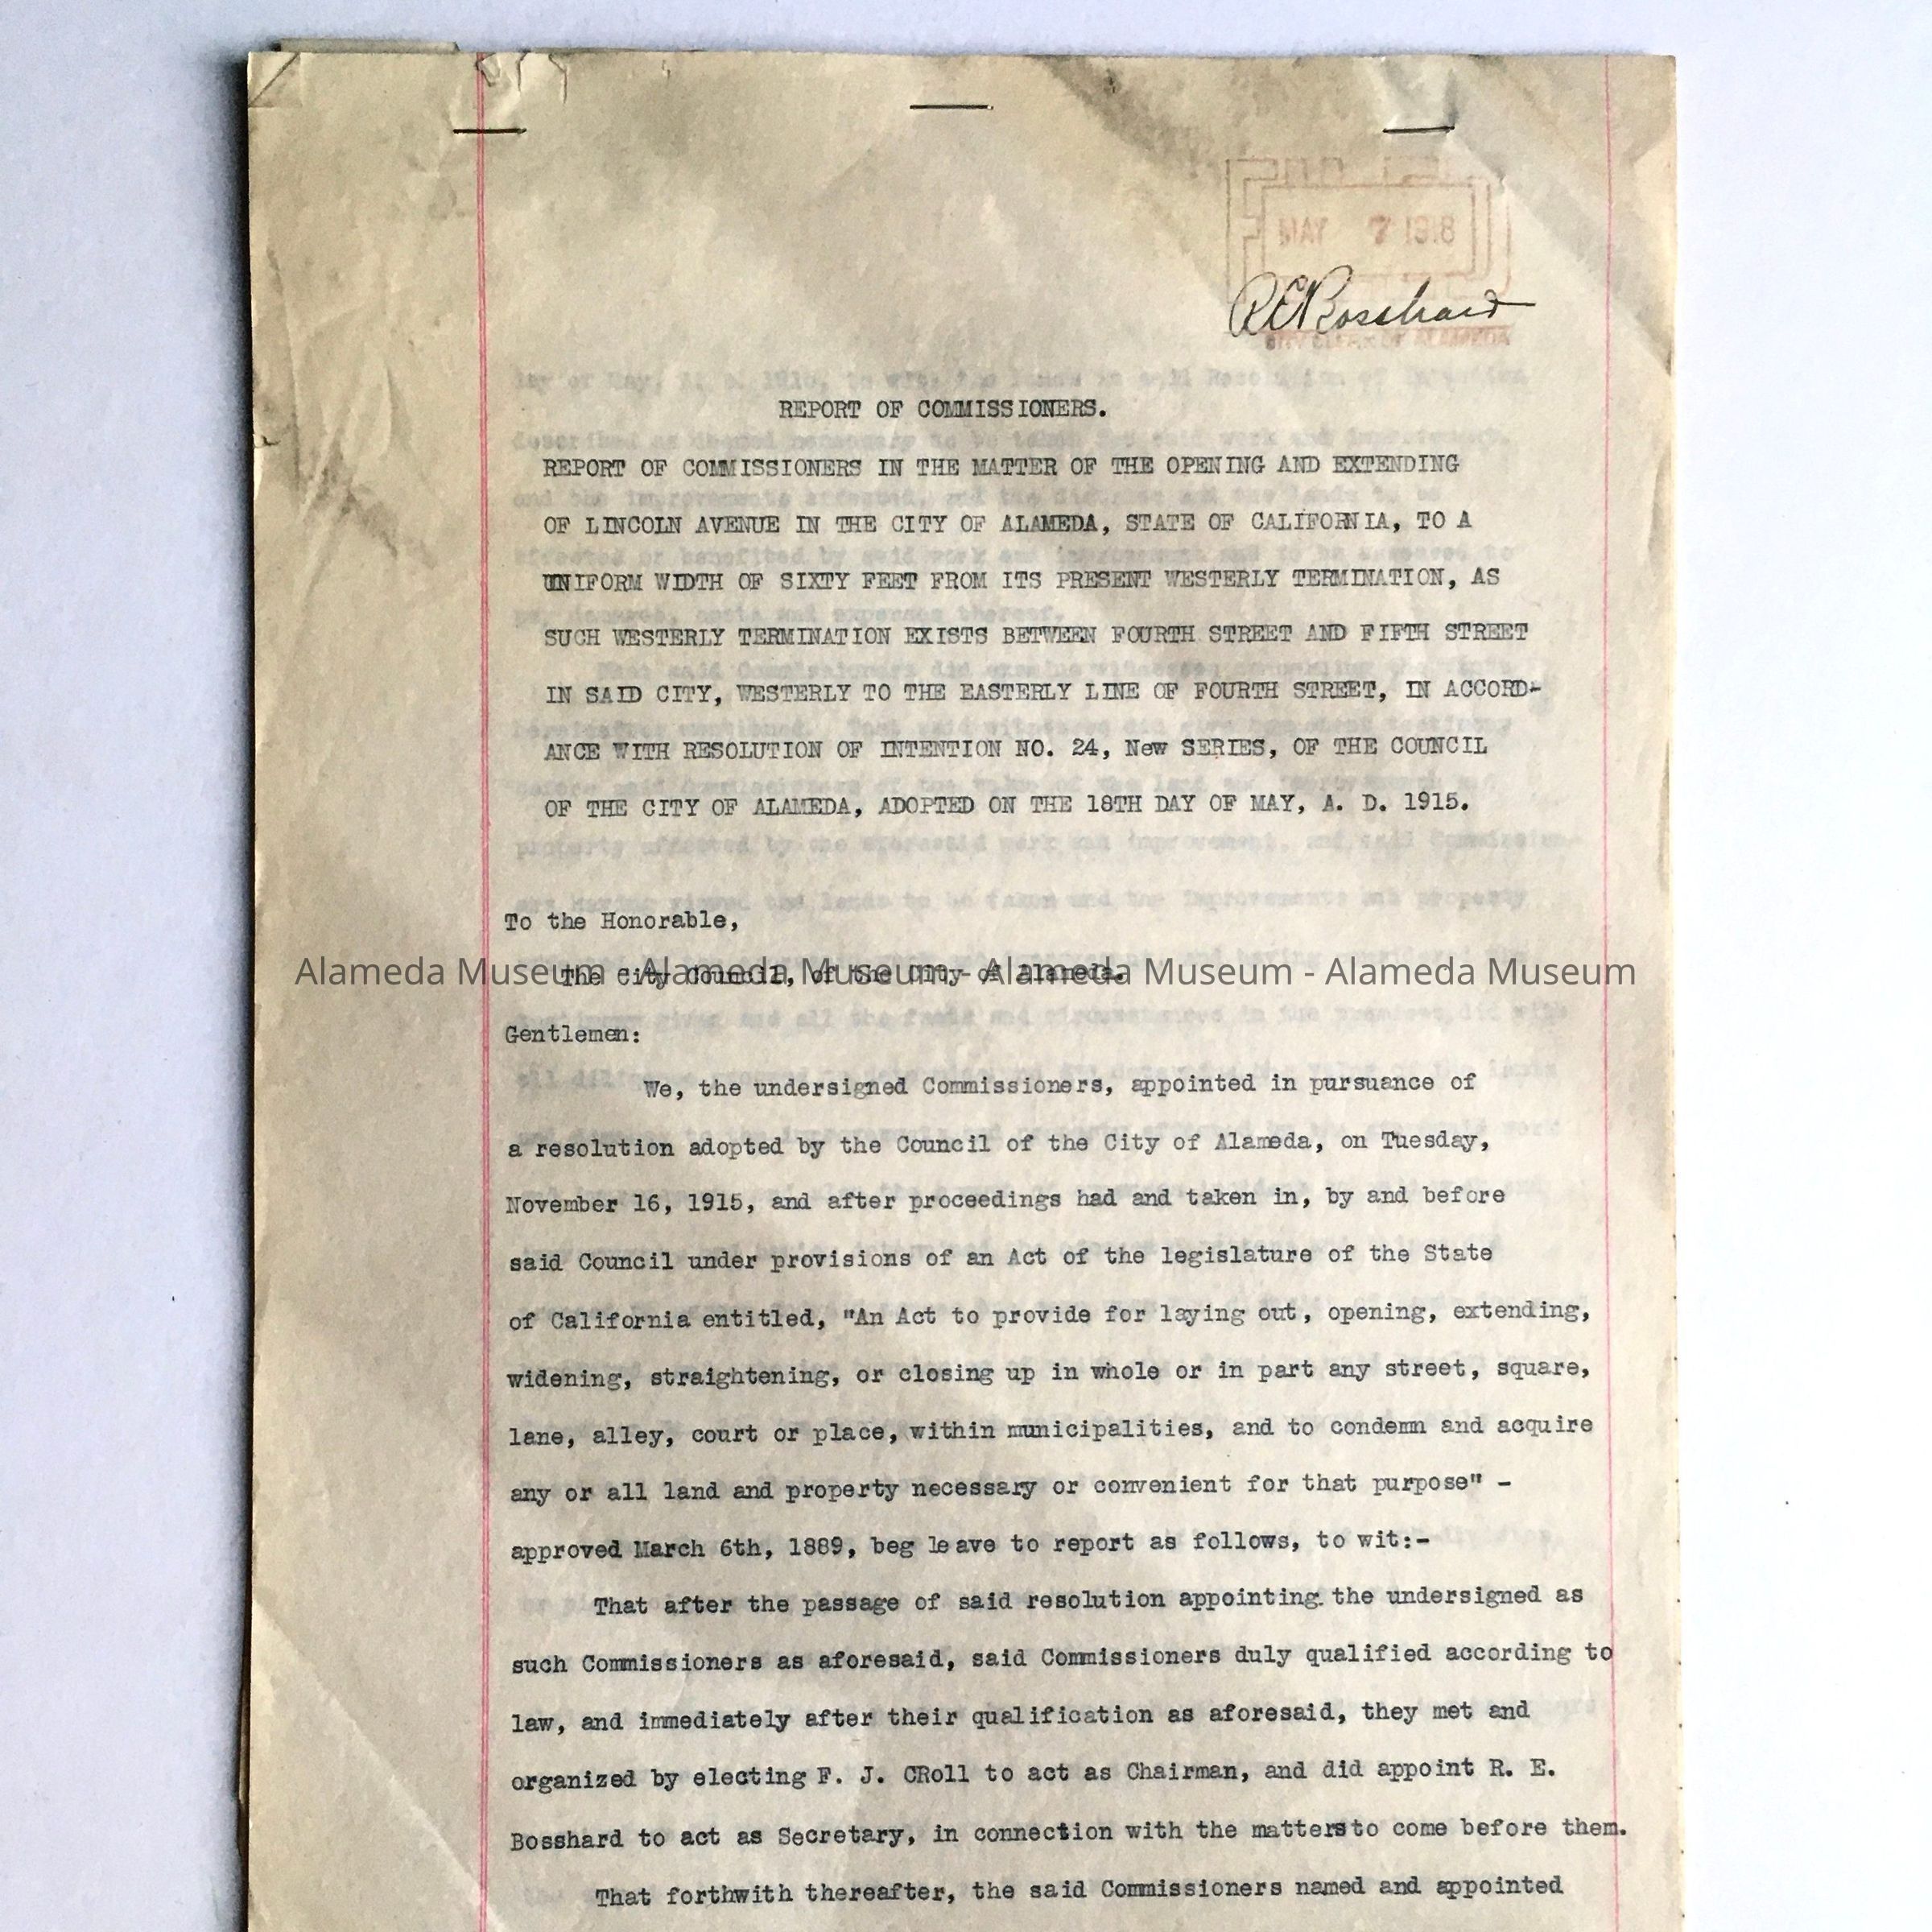 MAY 7 1918
R E Bosshard
CITY CLERK OF ALAMEDA
REPORT OF COMMISSIONERS.
REPORT OF COMMISSIONERS IN THE MATTER OF THE OPENING AND EXTENDING
OF LINCOLN AVENUE IN THE CITY OF ALAMEDA, STATE OF CALIFORNIA, TO A
UNIFORM WIDTH OF SIXTY FEET FROM ITS PRESENT WESTERLY TERMINATION, AS
SUCH WESTERLY TERMINATION EXISTS BETWEEN FOURTH STREET AND FIFTH STREET
IN SAID CITY, WESTERLY TO THE EASTERLY LINE OF FOURTH STREET, IN ACCORD-
ANCE WITH RESOLUTION OF INTENTION NO. 24, New SERIES, OF THE COUNCIL
OF THE CITY OF ALAMEDA, ADOPTED ON THE 18TH DAY OF MAY, A. D. 1915.
To the Honorable,
The City Council, of the City of Alameda.
Alameda Museum - Alameda Museum - Alameda Museum - Alameda Museum
Gentlemen:
We, the undersigned Commissioners, appointed in pursuance of
a resolution adopted by the Council of the City of Alameda, on Tuesday,
November 16, 1915, and after proceedings had and taken in, by and before
said Council under provisions of an Act of the legislature of the State
of California entitled, "An Act to provide for laying out, opening, extending,
widening, straightening, or closing up in whole or in part any street, square,
lane, alley, court or place, within municipalities, and to condemn and acquire
any or all land and property necessary or convenient for that purpose" -
approved March 6th, 1889, beg leave to report as follows, to wit:-
That after the passage of said resolution appointing the undersigned as
such Commissioners as aforesaid, said Commissioners duly qualified according to
law, and immediately after their qualification as aforesaid, they met and
organized by electing F. J. CRoll to act as Chairman, and did appoint R. E.
Bosshard to act as Secretary, in connection with the matters to come before them.
That forthwith thereafter, the said Commissioners named and appointed